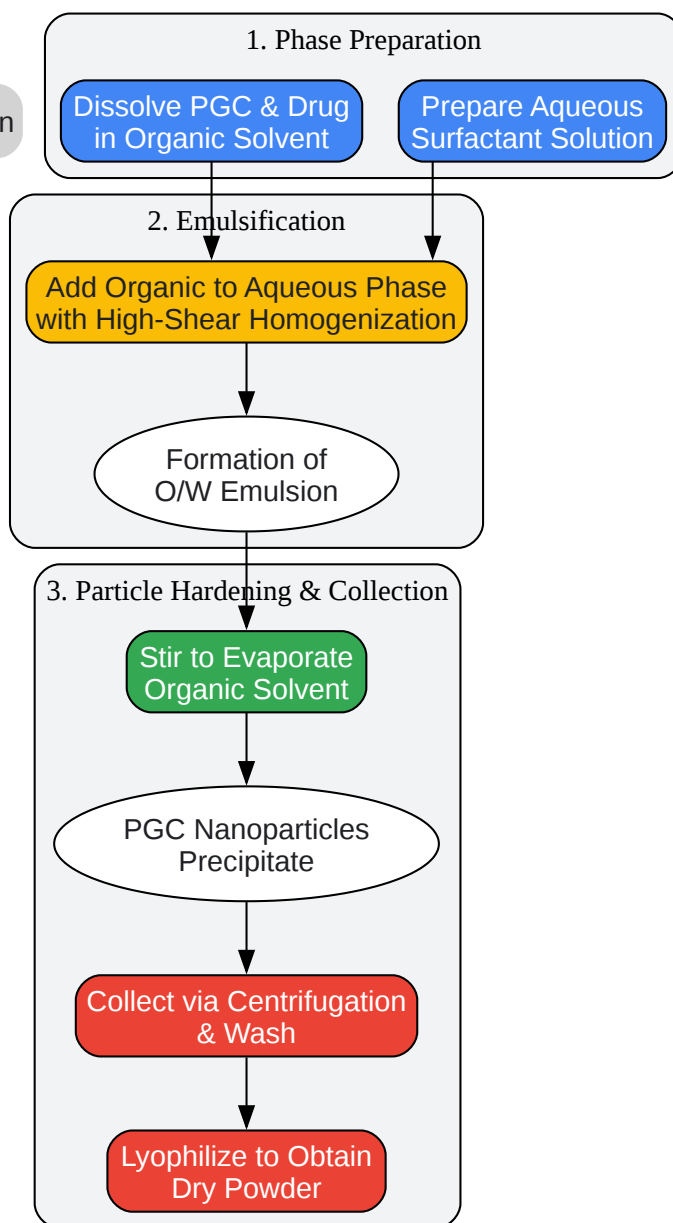 1. Phase Preparation
n
Dissolve PGC & Drug
in Organic Solvent
Prepare Aqueous
Surfactant Solution
2. Emulsification
Add Organic to Aqueous Phase
with High-Shear Homogenization
Formation of
O/W Emulsion
3. Particle Hardening & Collection
Stir to Evaporate
Organic Solvent
PGC Nanoparticles
Precipitate
Collect via Centrifugation
& Wash
Lyophilize to Obtain
Dry Powder